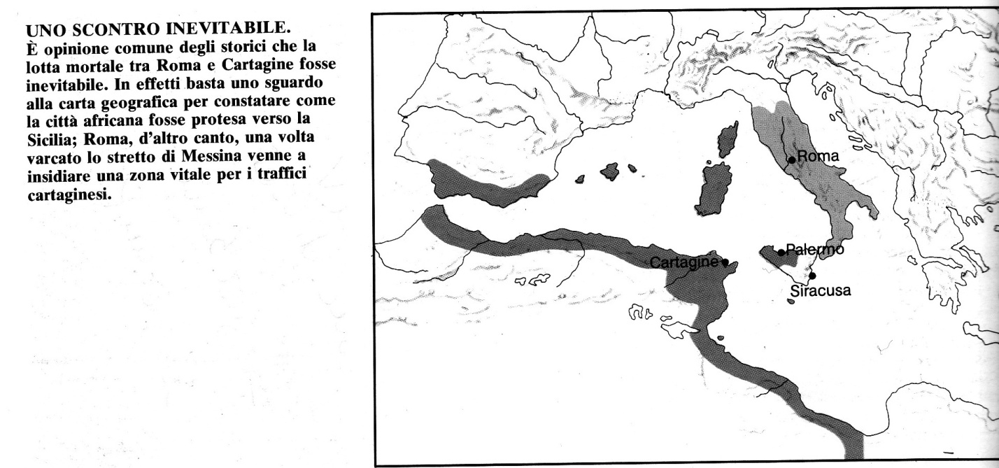 UNO SCONTRO INEVITABILE.
È opinione comune degli storici che la
lotta mortale tra Roma e Cartagine fosse
inevitabile. In effetti basta uno sguardo
alla carta geografica per constatare come
la città africana fosse protesa verso la
Sicilia; Roma, d'altro canto, una volta
varcato lo stretto di Messina venne a
insidiare una zona vitale per i traffici
cartaginesi.
Roma
Palermo
Cartagine
Siracusa